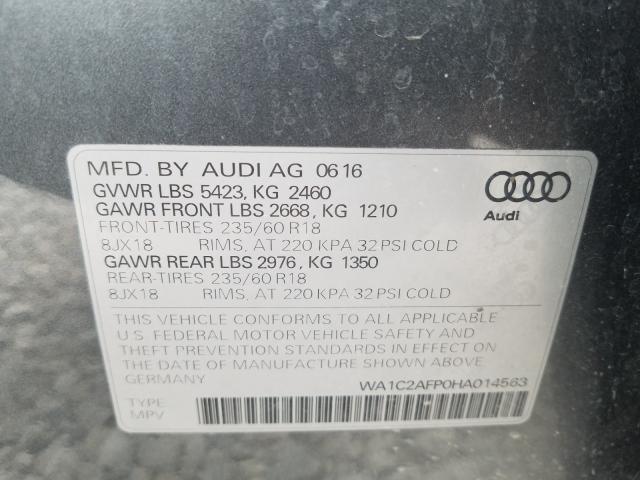 MFD. BY AUDI AG 0616
GVWR LBS 5423, KG 2460
GAWR FRONT LBS 2668, KG 1210
FRONT-TIRES 235/60 R18
8JX18 RIMS, AT 220 KPA 32 PSI COLD
GAWR REAR LBS 2976, KG 1350
REAR-TIRES 235/60 R18
8JX18 RIMS, AT 220 KPA 32 PSI COLD
Audi
THIS VEHICLE CONFORMS TO ALL APPLICABLE
U.S. FEDERAL MOTOR VEHICLE SAFETY AND
THEFT PREVENTION STANDARDS IN EFFECT ON
THE DATE OF MANUFACTURE SHOWN ABOVE.
GERMANY
WA1C2AFP0HA014563
TYPE
MPV